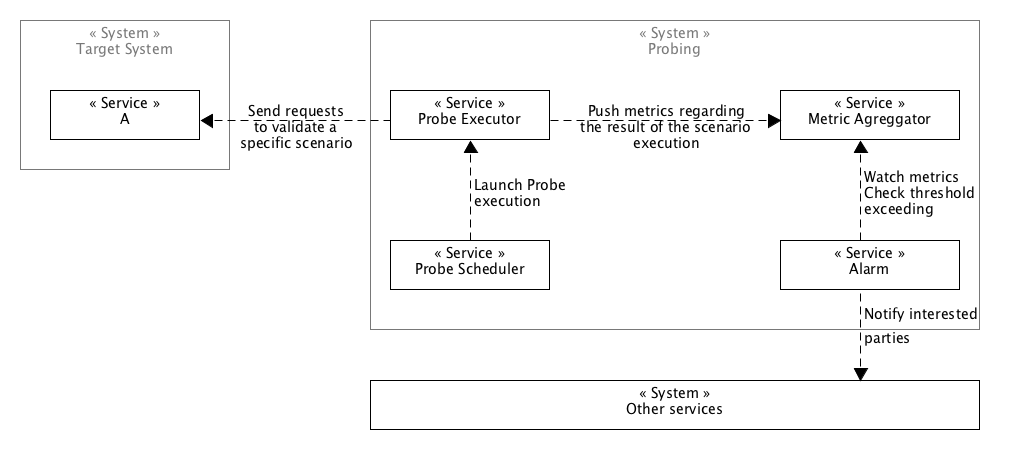 « System »
Target System
« Service »
A
Send requests
to validate a
specific scenario
« System »
Probing
« Service »
Probe Executor
Push metrics regarding
the result of the scenario
execution
« Service »
Metric Agreggator
Launch Probe
execution
Watch metrics
Check threshold
exceeding
« Service »
Probe Scheduler
« Service »
Alarm
Notify interested
parties
« System »
Other services